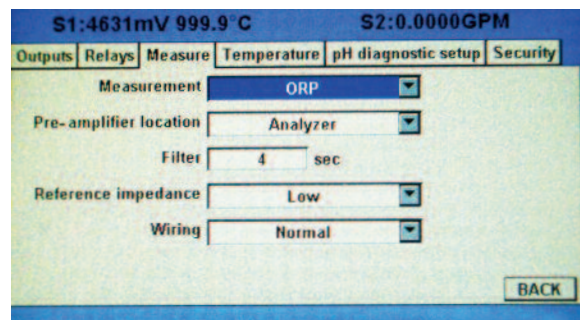 S1:4631mV 999.9°C S2:0.0000GPM
Outputs Relays Measure Temperature pH diagnostic setup Security
Measurement ORP
Pre-amplifier location Analyzer
Filter 4 sec
Reference impedance Low
Wiring Normal
BACK